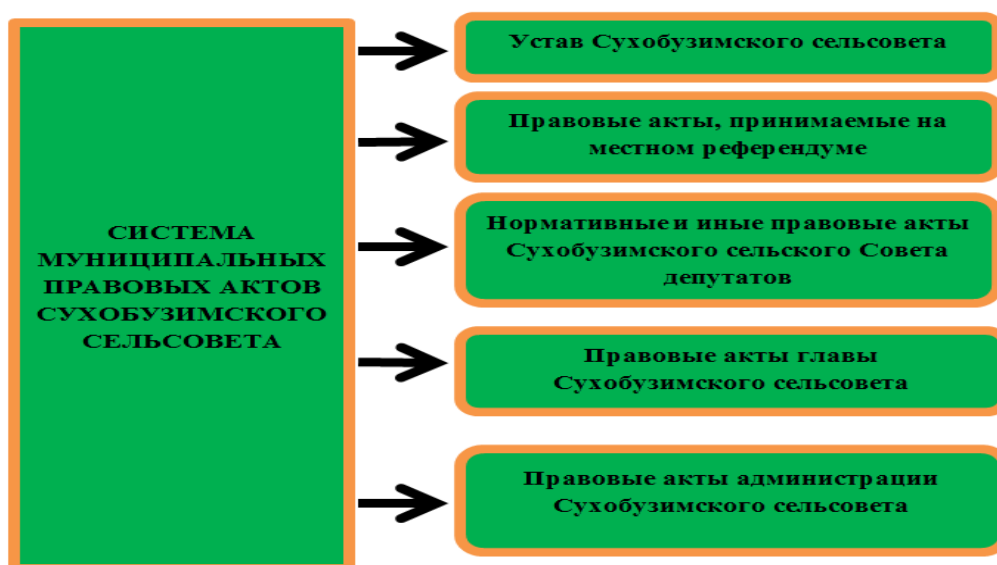 СИСТЕМА
МУНИЦИПАЛЬНЫХ
ПРАВОВЫХ АКТОВ
СУХОБУЗИМСКОГО
СЕЛЬСОВЕТА
Устав Сухобузимского сельсовета
Правовые акты, принимаемые на
местном референдуме
Нормативные и иные правовые акты
Сухобузимского сельского Совета
депутатов
Правовые акты главы
Сухобузимского сельсовета
Правовые акты администрации
Сухобузимского сельсовета